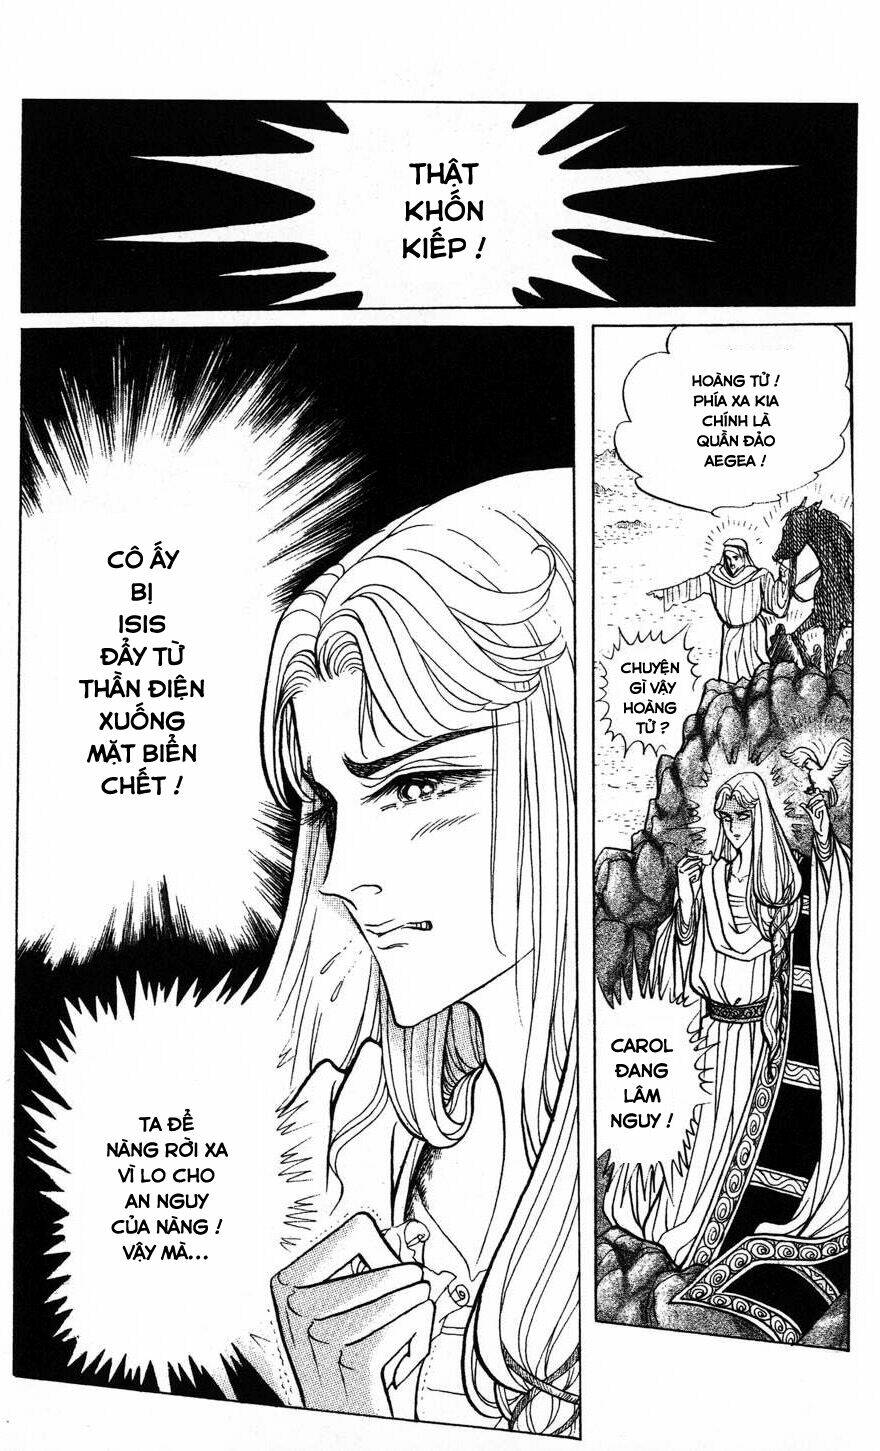 THẬT
KHỐN
KIẾP !
HOÀNG TỬ !
PHÍA XA KIA
CHÍNH LÀ
QUẦN ĐẢO
AEGEA !
CHUYỆN
GÌ VẬY
HOÀNG
TỬ ?
CAROL
ĐANG
LÂM
NGUY !
CÔ ẤY
BỊ
ISIS
ĐẨY TỪ
THẦN ĐIỆN
XUỐNG
MẶT BIỂN
CHẾT !
TA ĐỂ
NÀNG RỜI XA
VÌ LO CHO
AN NGUY
CỦA NÀNG !
VẬY MÀ...